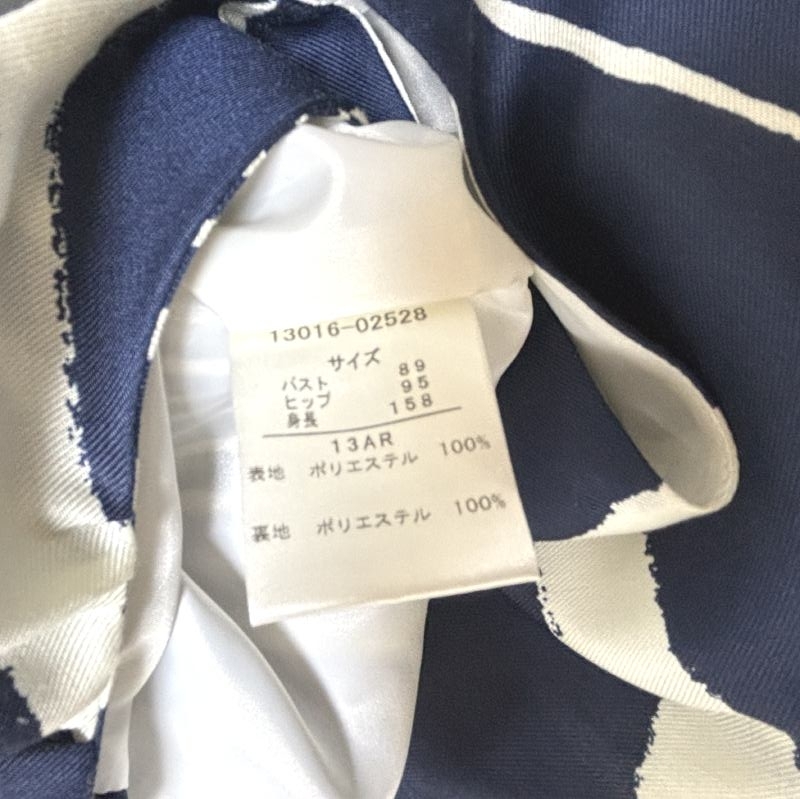 13016-02528
サイズ
バスト 89
ヒップ 95
身長 158
13AR
表地 ポリエステル 100%
裏地 ポリエステル 100%